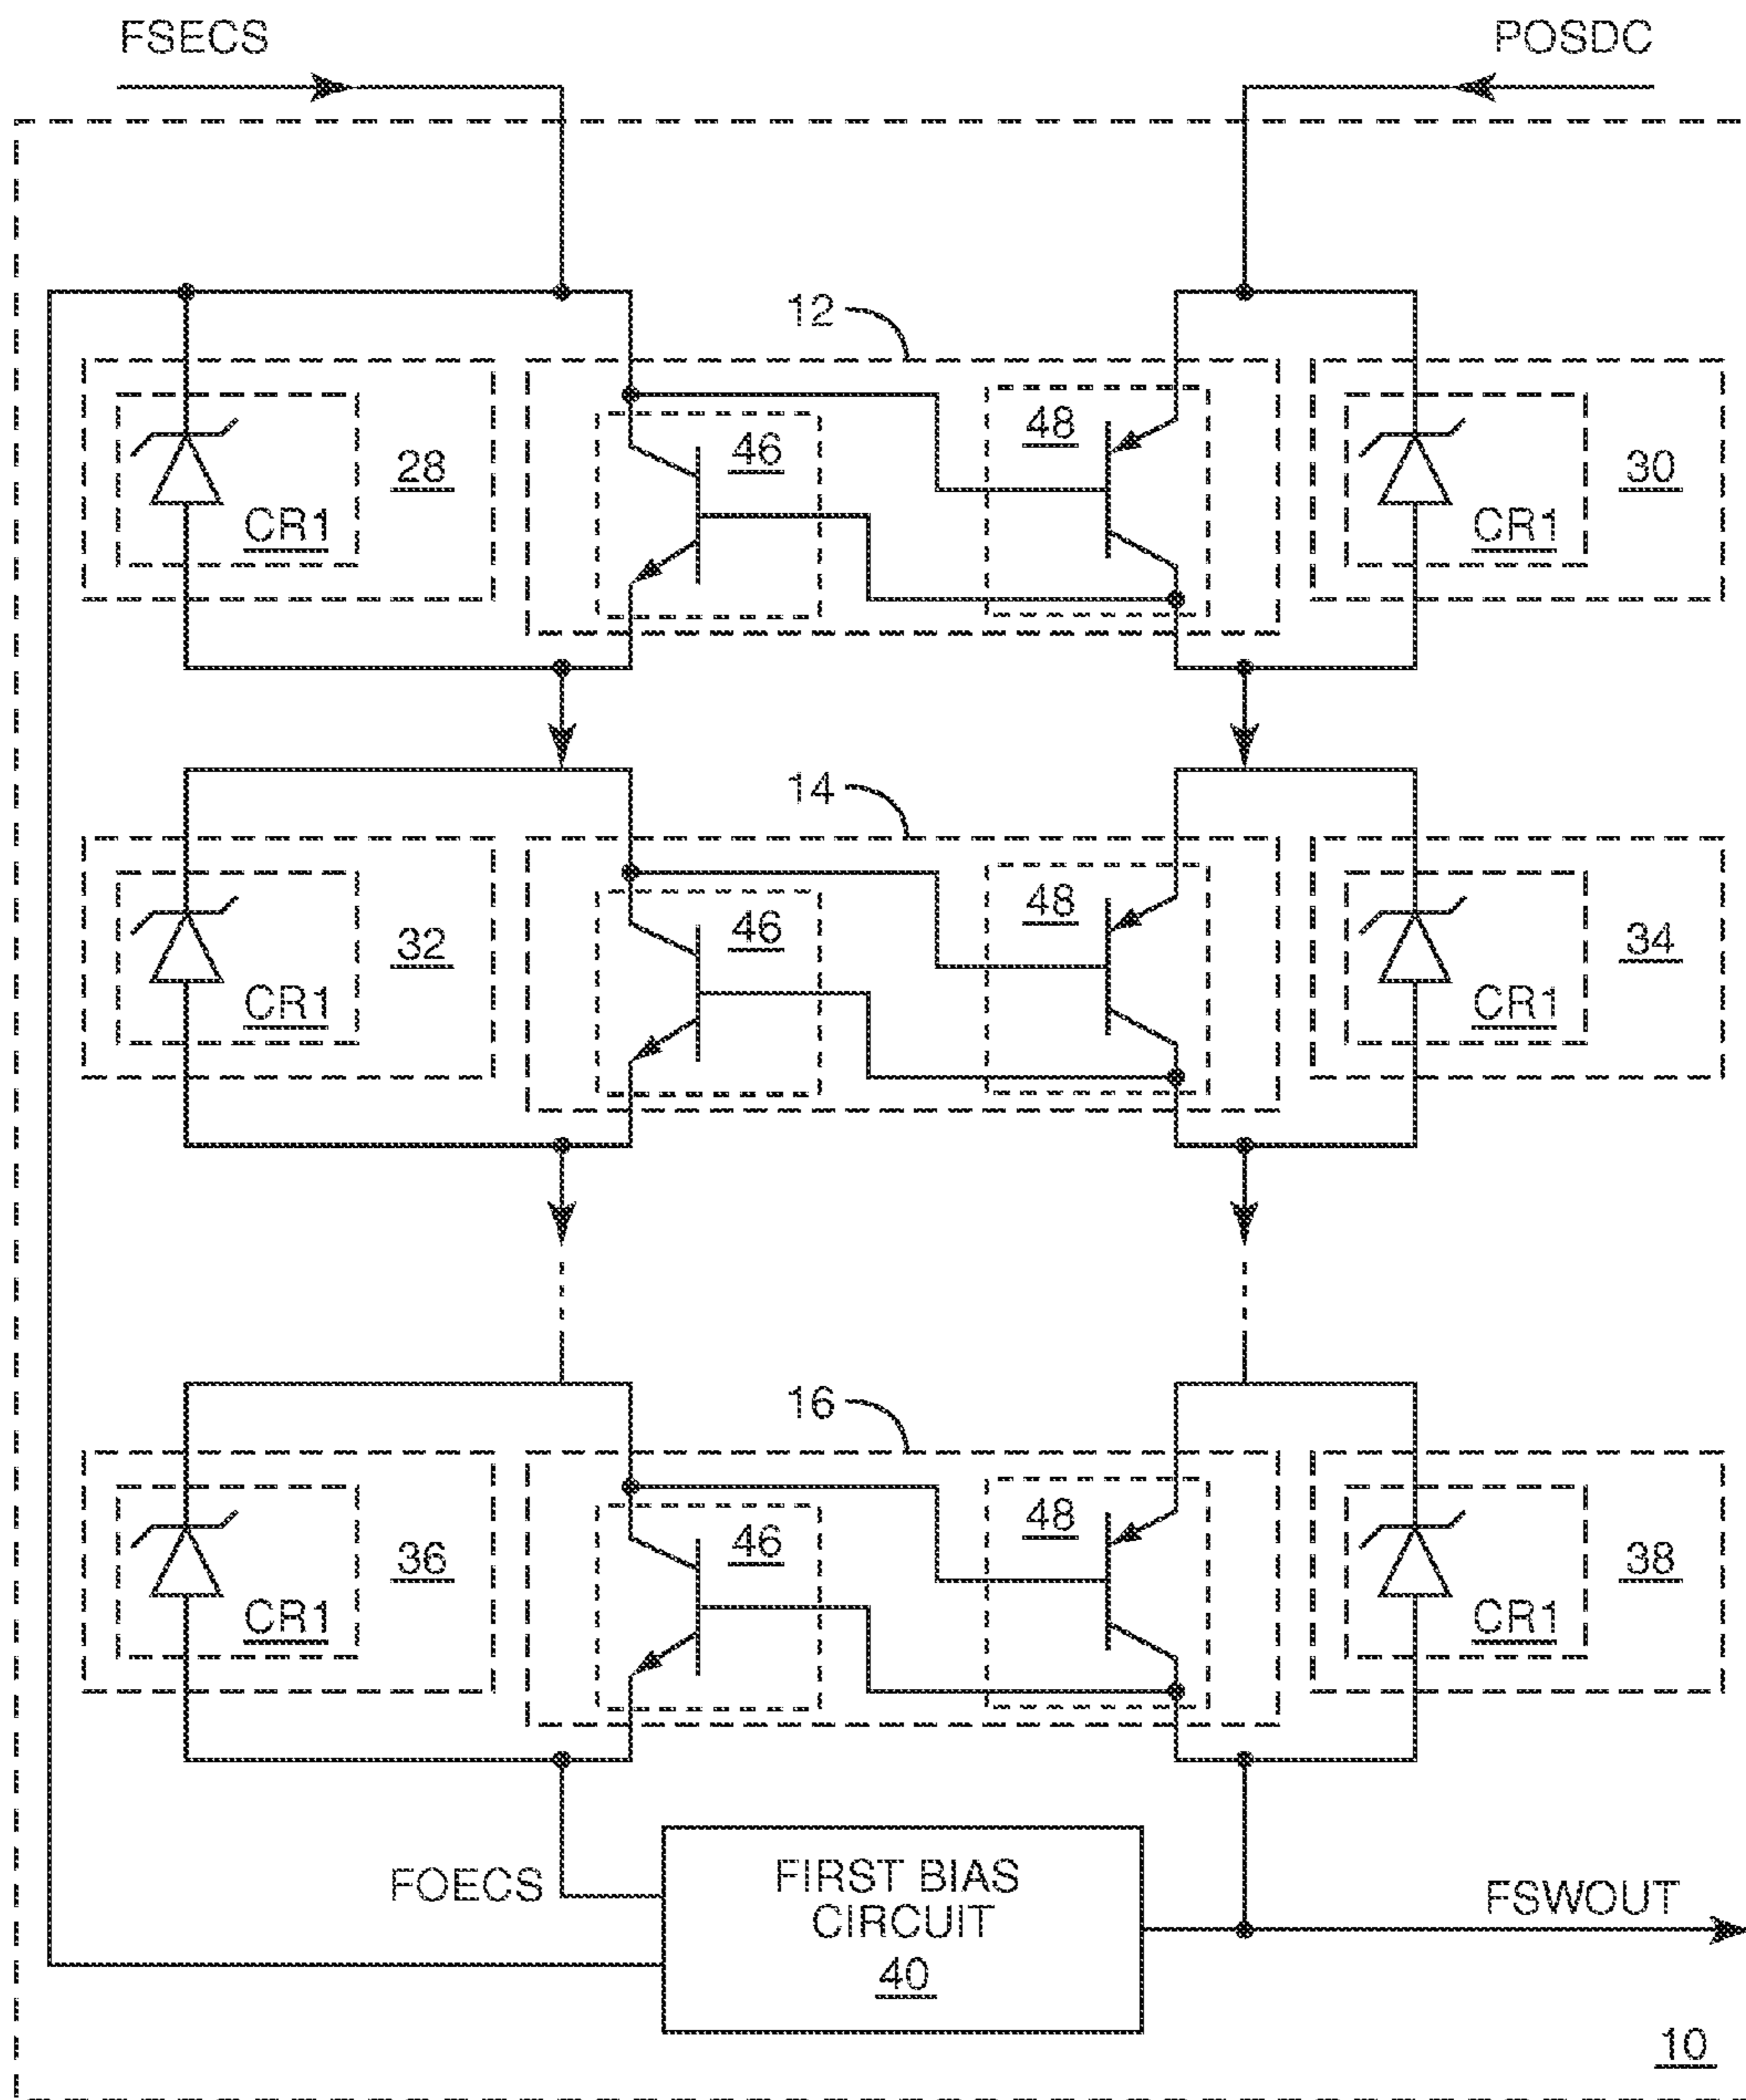 FSECS POSDC
12
46 48
28 30
CR1 CR1
14
46 48
32 34
CR1 CR1
16
46 48
36 38
CR1 CR1
FOECS
FIRST BIAS
CIRCUIT
40
FSWOUT
10